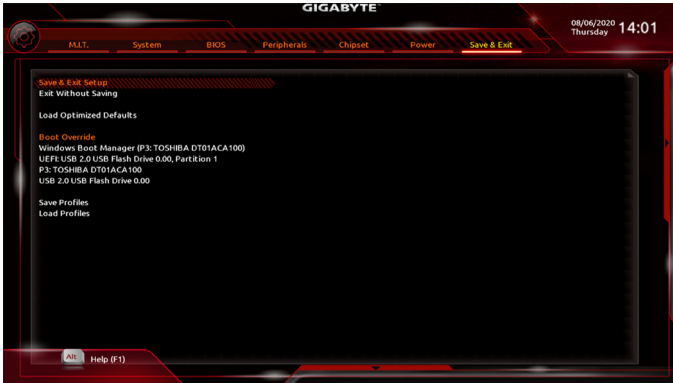 GIGABYTE™
08/06/2020 14:01
Thursday
M.I.T. System BIOS Peripherals Chipset Power Save & Exit
Save & Exit Setup
Exit Without Saving
Load Optimized Defaults
Boot Override
Windows Boot Manager (P3: TOSHIBA DT01ACA100)
UEFI: USB 2.0 USB Flash Drive 0.00, Partition 1
P3: TOSHIBA DT01ACA100
USB 2.0 USB Flash Drive 0.00
Save Profiles
Load Profiles
Alt Help (F1)